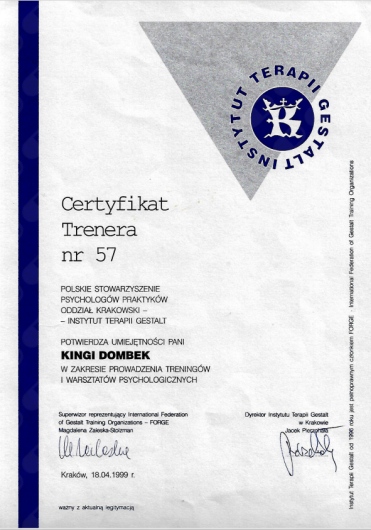 INSTYTUT TERAPII GESTALT
K
Certyfikat
Trenera
nr 57
POLSKIE STOWARZYSZENIE
PSYCHOLOGÓW PRAKTYKÓW
ODDZIAŁ KRAKOWSKI –
– INSTYTUT TERAPII GESTALT
POTWIERDZA UMIEJĘTNOŚCI PANI
KINGI DOMBEK
W ZAKRESIE PROWADZENIA TRENINGÓW
I WARSZTATÓW PSYCHOLOGICZNYCH
Superwizor reprezentujący International Federation
of Gestalt Training Organizations – FORGE
Magdalena Zaleska-Stolzman
Dyrektor Instytutu Terapii Gestalt
w Krakowie
Jacek
Kraków, 18.04.1999 r.
ważny z aktualną legitymacją
Instytut Terapii Gestalt od 1996 roku jest pełnoprawnym członkiem FORGE - International Federation of Gestalt Training Organizations